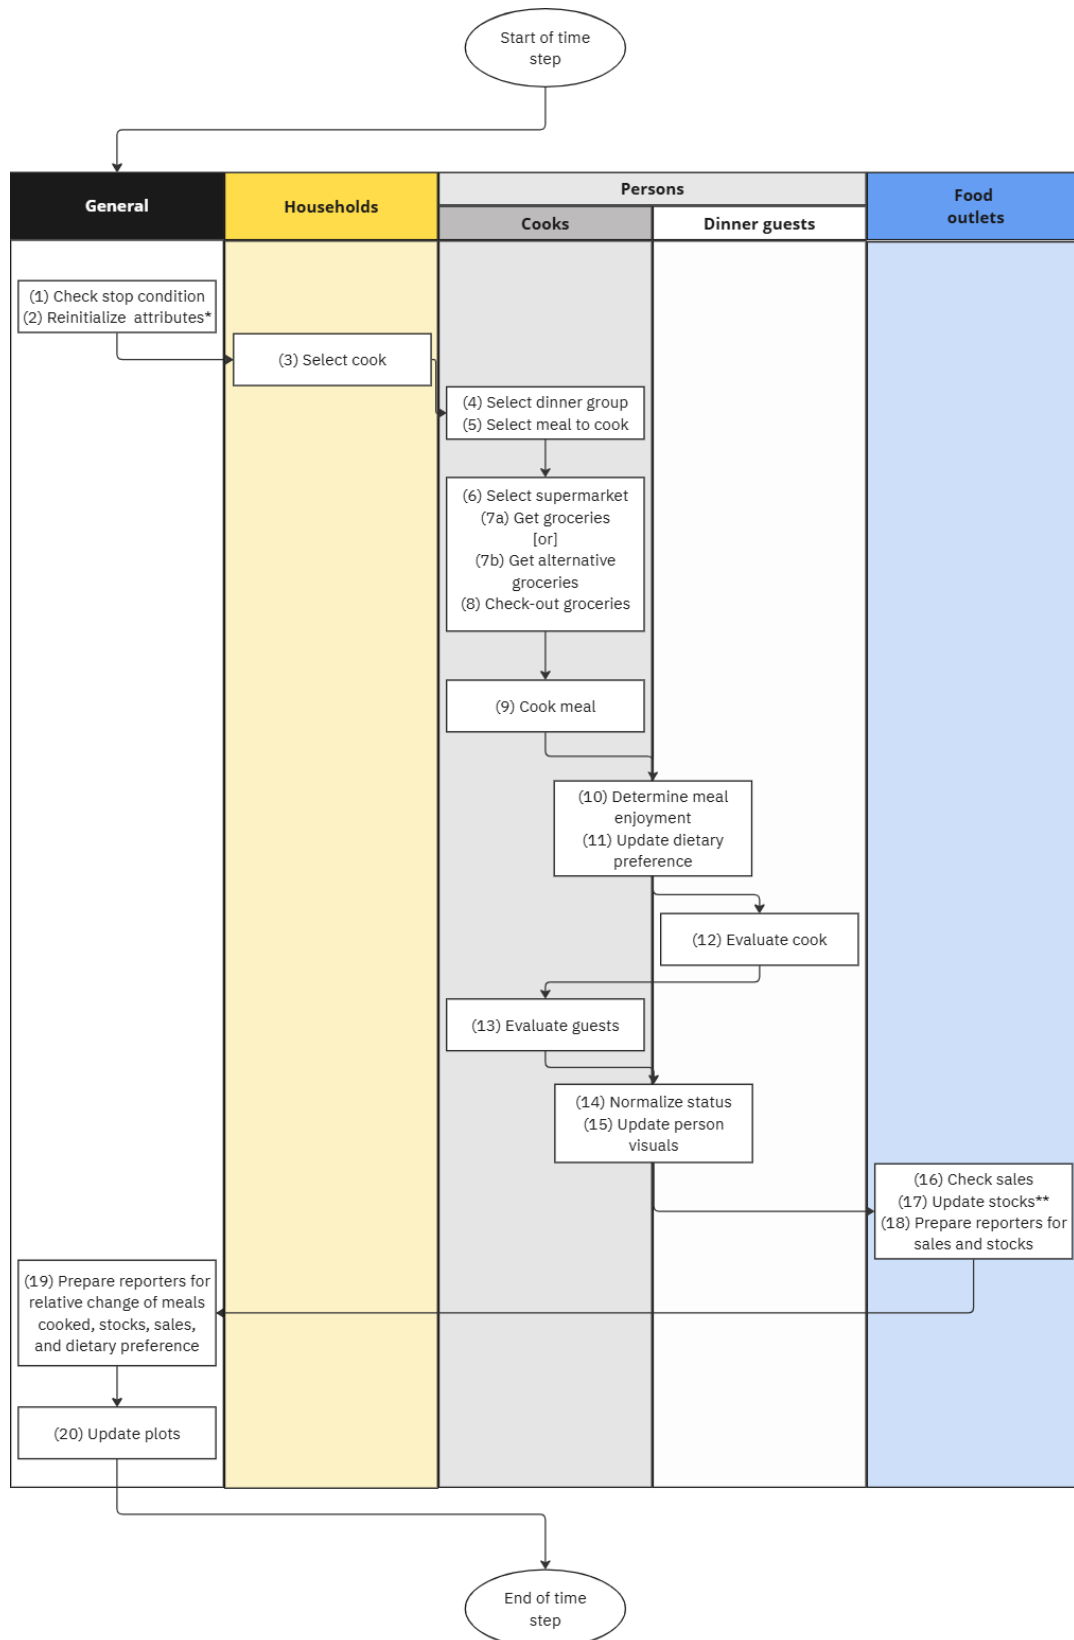 Start of time
step
General
Households
Persons
Cooks
Dinner guests
Food
outlets
(1) Check stop condition
(2) Reinitialize attributes*
(3) Select cook
(4) Select dinner group
(5) Select meal to cook
(6) Select supermarket
(7a) Get groceries
[or]
(7b) Get alternative
groceries
(8) Check-out groceries
(9) Cook meal
(10) Determine meal
enjoyment
(11) Update dietary
preference
(12) Evaluate cook
(13) Evaluate guests
(14) Normalize status
(15) Update person
visuals
(16) Check sales
(17) Update stocks**
(18) Prepare reporters for
sales and stocks
(19) Prepare reporters for
relative change of meals
cooked, stocks, sales,
and dietary preference
(20) Update plots
End of time
step